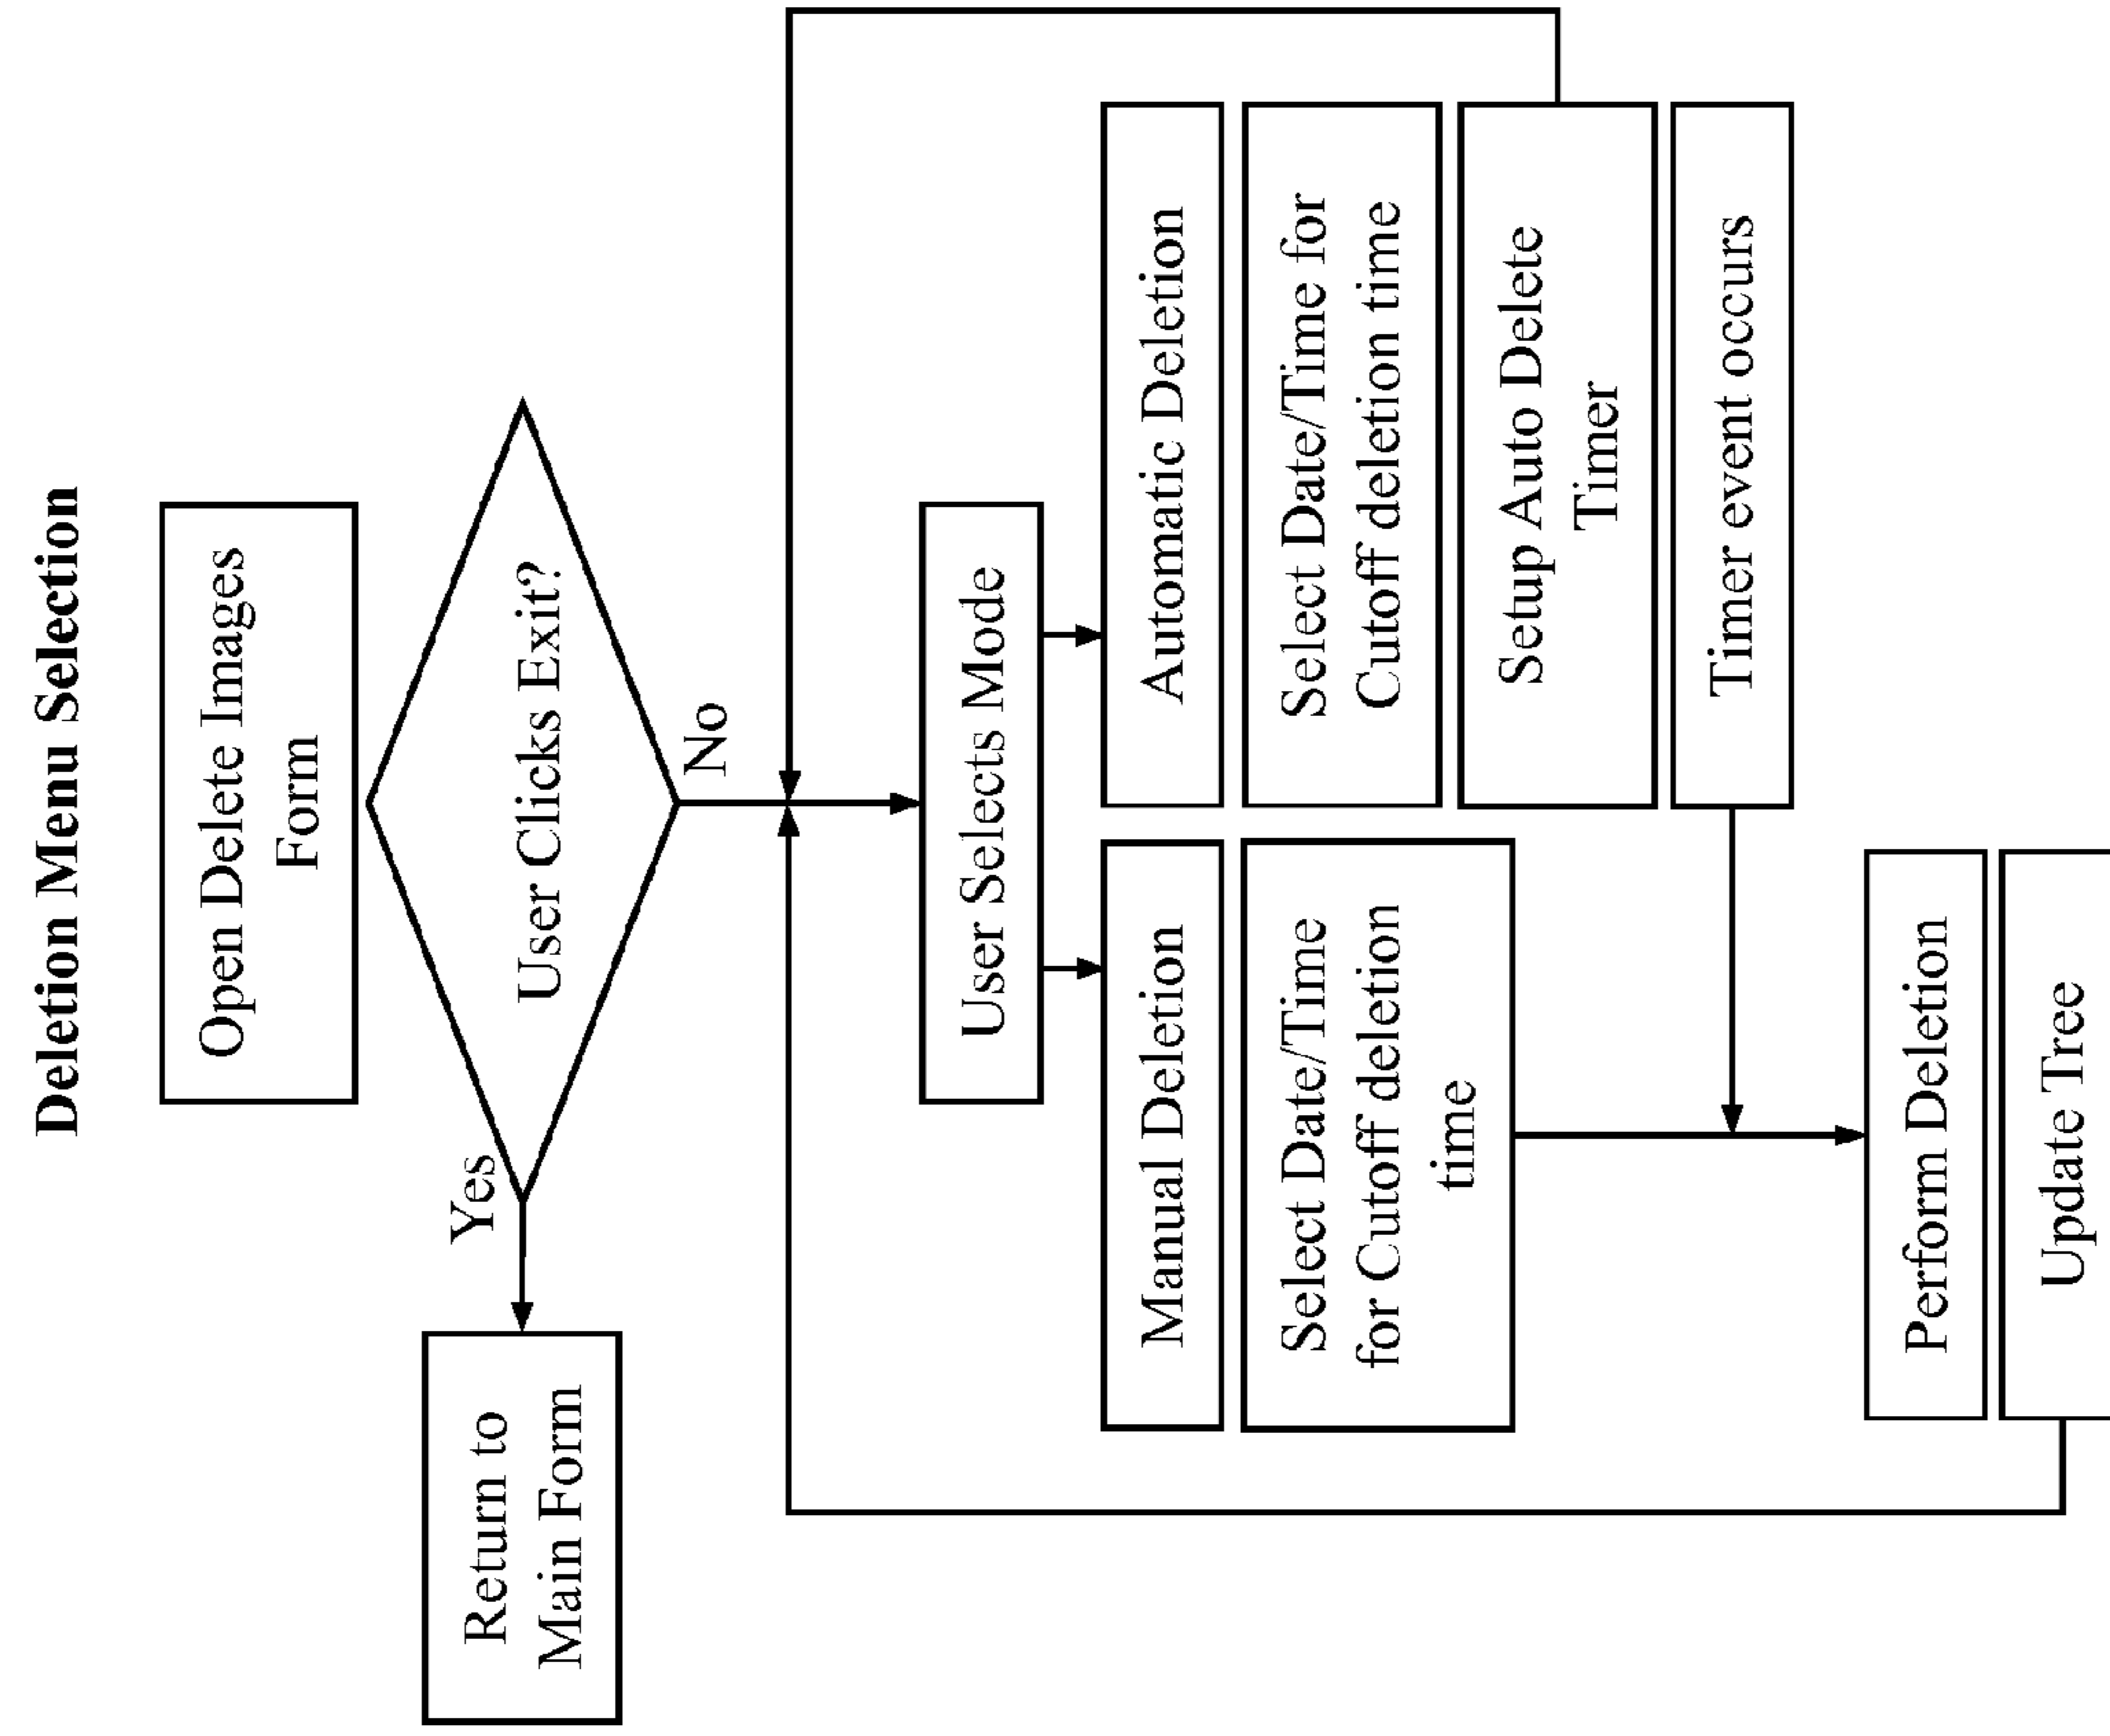 Deletion Menu Selection
Open Delete Images
Form
User Clicks Exit?
Yes
Return to
Main Form
No
User Selects Mode
Manual Deletion
Select Date/Time
for Cutoff deletion
time
Automatic Deletion
Select Date/Time for
Cutoff deletion time
Setup Auto Delete
Timer
Timer event occurs
Perform Deletion
Update Tree